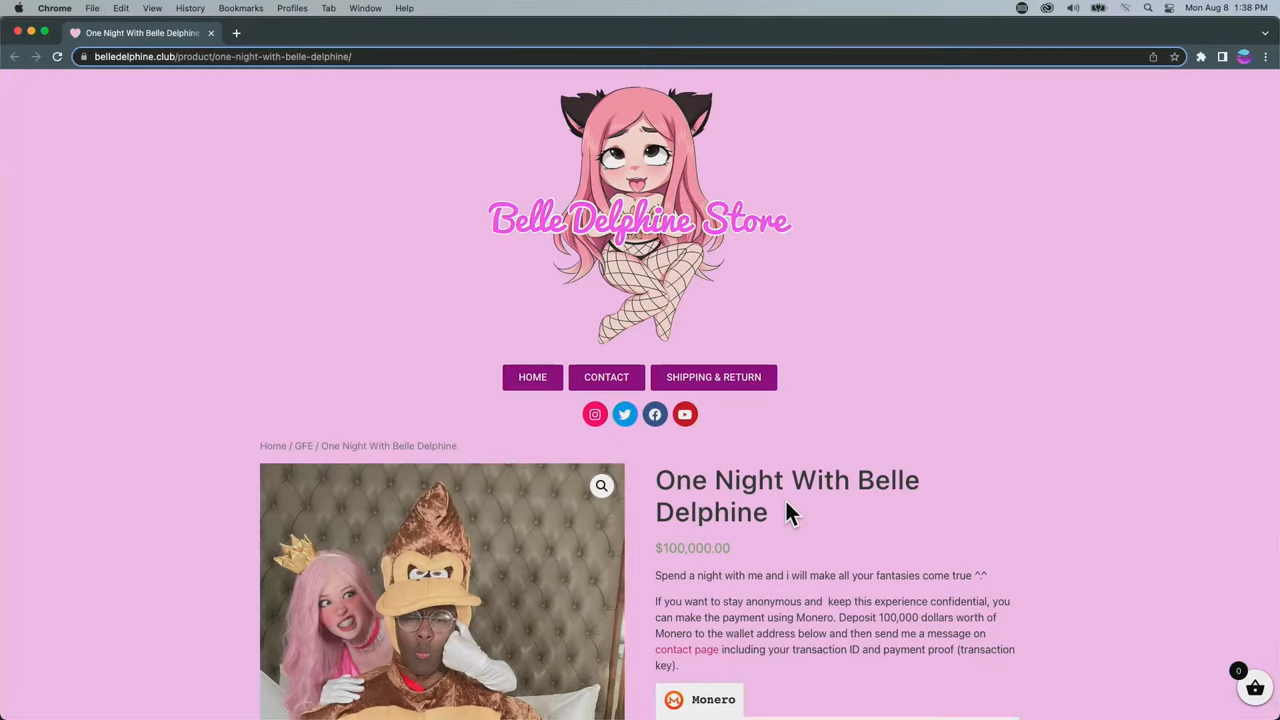 Chrome File Edit View History Bookmarks Profiles Tab Window Help Mon Aug 8 1:38 PM
One Night With Belle Delphine
belledelphine.club/product/one-night-with-belle-delphine/
Belle Delphine Store
HOME CONTACT SHIPPING & RETURN
Home / GFE / One Night With Belle Delphine
One Night With Belle
Delphine
$100,000.00
Spend a night with me and i will make all your fantasies come true ^.^
If you want to stay anonymous and keep this experience confidential, you
can make the payment using Monero. Deposit 100,000 dollars worth of
Monero to the wallet address below and then send me a message on
contact page including your transaction ID and payment proof (transaction
key).
0
Monero